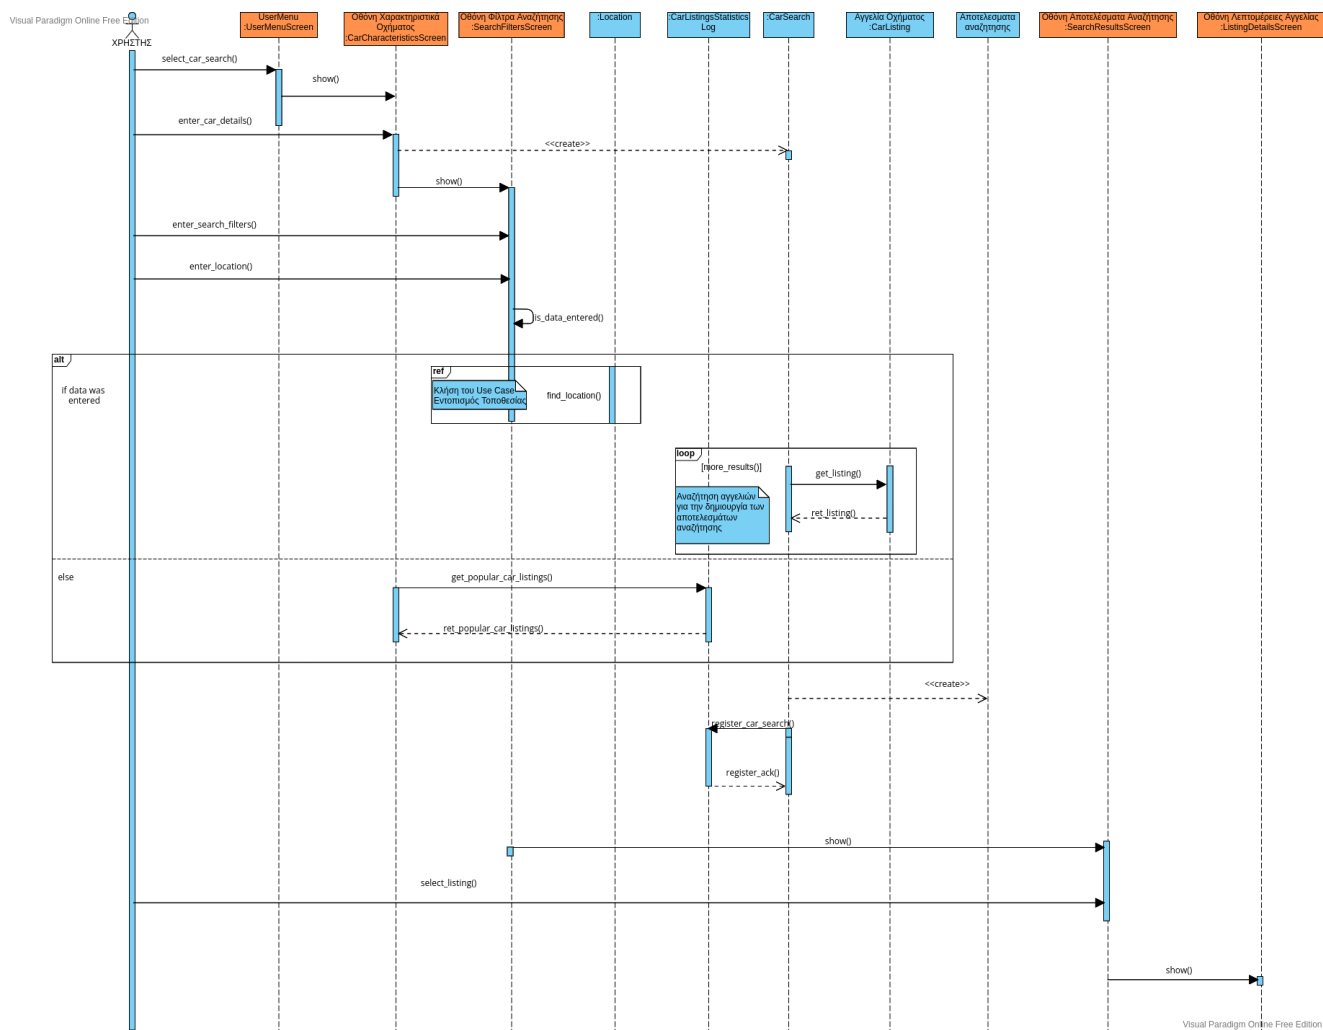 Visual Paradigm Online Free Edition
ΧΡΗΣΤΗΣ
UserMenu
:UserMenuScreen
Οθόνη Χαρακτηριστικά
Οχήματος
:CarCharacteristicsScreen
Οθόνη Φίλτρα Αναζήτησης
:SearchFiltersScreen
:Location
:CarListingsStatistics
Log
:CarSearch
Αγγελία Οχήματος
:CarListing
Αποτελεσματα
αναζητησης
Οθόνη Αποτελέσματα Αναζήτησης
:SearchResultsScreen
Οθόνη Λεπτομέρειες Αγγελίας
:ListingDetailsScreen
select_car_search()
show()
enter_car_details()
<<create>>
show()
enter_search_filters()
enter_location()
is_data_entered()
alt
if data was
entered
ref
Κλήση του Use Case
Εντοπισμός Τοποθεσίας
find_location()
loop
[more_results()]
get_listing()
Αναζήτηση αγγελιών
για την δημιουργία των
αποτελεσμάτων
αναζήτησης
ret_listing()
else
get_popular_car_listings()
ret_popular_car_listings()
<<create>>
register_car_search()
register_ack()
show()
select_listing()
show()
Visual Paradigm Online Free Edition